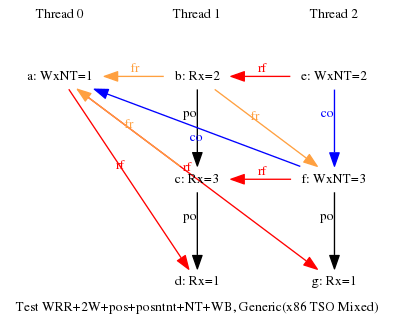 Thread 0 Thread 1 Thread 2
a: WxNT=1 fr b: Rx=2 rf e: WxNT=2
po fr co
fr co
rf rf c: Rx=3 rf f: WxNT=3
po po
d: Rx=1 g: Rx=1
Test WRR+2W+pos+posntnt+NT+WB, Generic(x86 TSO Mixed)